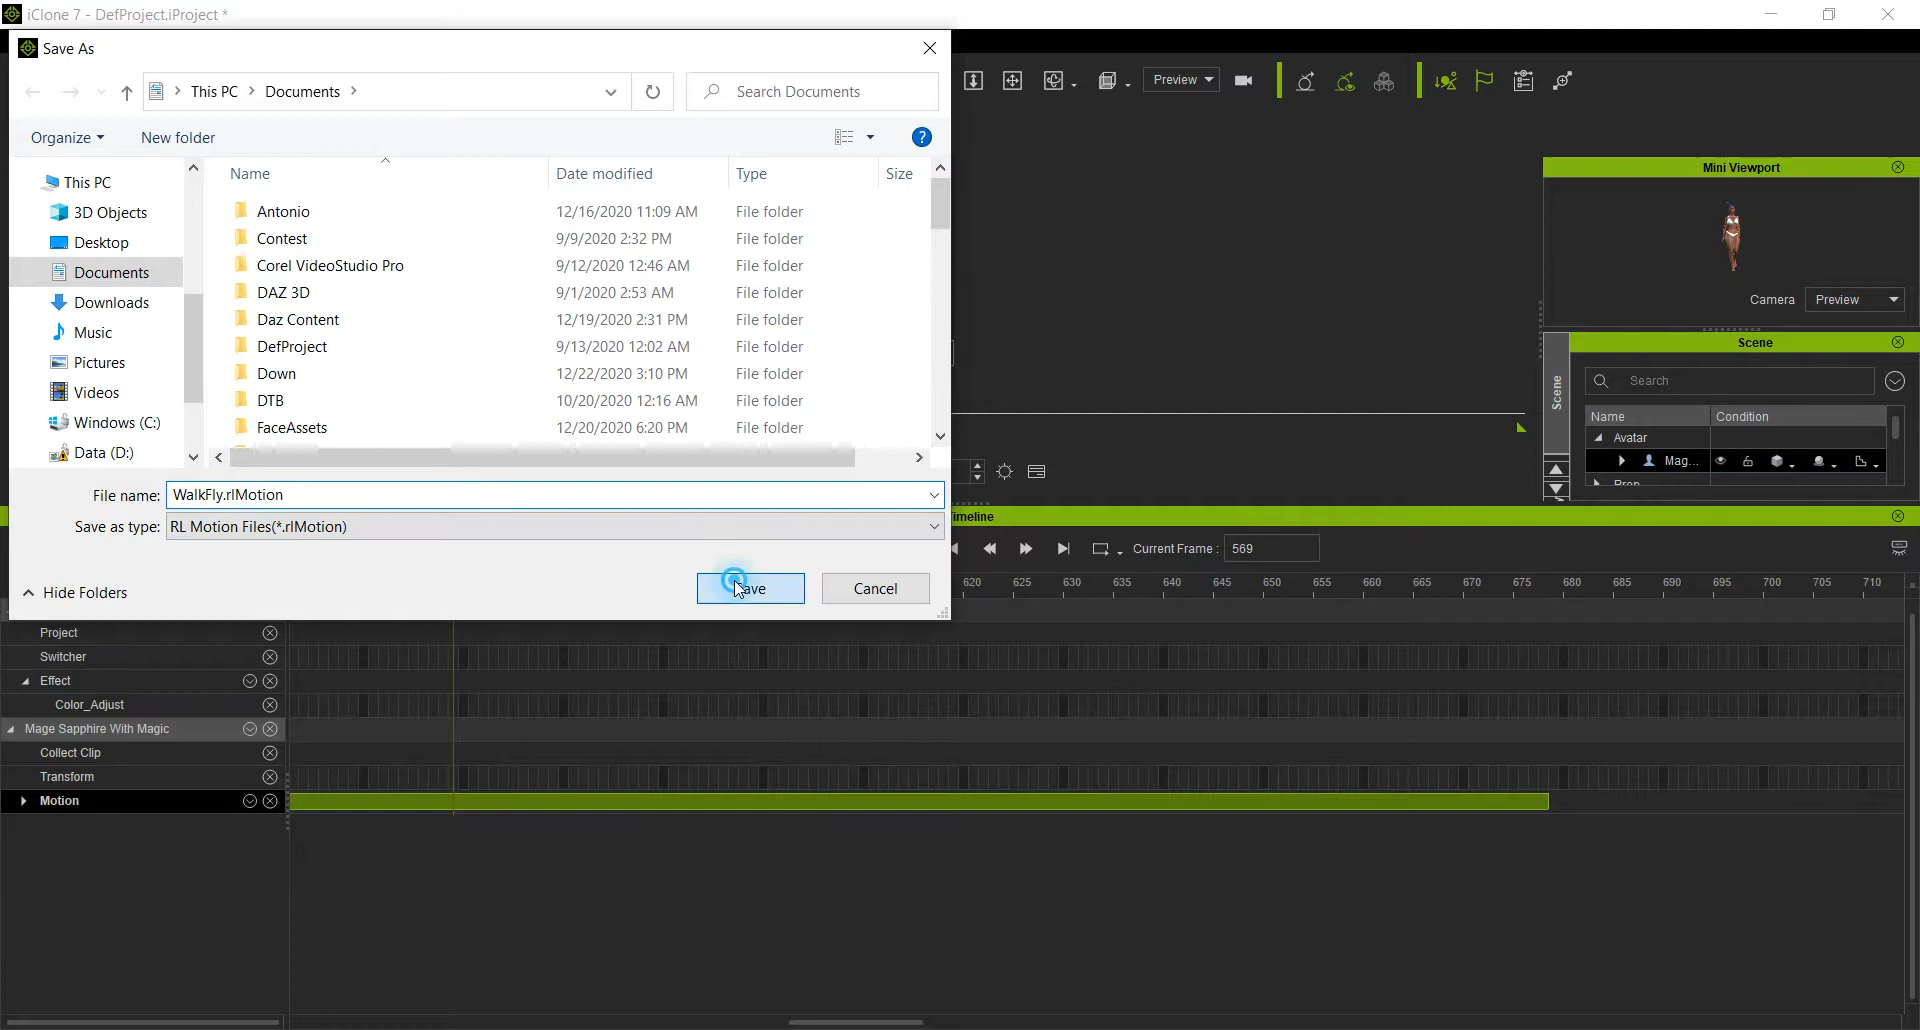 iClone 7 - DefProject.iProject *
Save As
This PC > Documents >
Search Documents
Preview
Organize
New folder
Name Date modified Type Size
This PC
3D Objects
Desktop
Documents
Downloads
Music
Pictures
Videos
Windows (C:)
Data (D:)
Antonio 12/16/2020 11:09 AM File folder
Contest 9/9/2020 2:32 PM File folder
Corel VideoStudio Pro 9/12/2020 12:46 AM File folder
DAZ 3D 9/1/2020 2:53 AM File folder
Daz Content 12/19/2020 2:31 PM File folder
DefProject 9/13/2020 12:02 AM File folder
Down 12/22/2020 3:10 PM File folder
DTB 10/20/2020 12:16 AM File folder
FaceAssets 12/20/2020 6:20 PM File folder
File name: WalkFly.rlMotion
Save as type: RL Motion Files(*.rlMotion)
Hide Folders
Cancel
Mini Viewport
Camera Preview
Scene
Scene
Search
Name Condition
Avatar
Mag...
Prop
imeline
Current Frame : 569
620 625 630 635 640 645 650 655 660 665 670 675 680 685 690 695 700 705 710
Project
Switcher
Effect
Color_Adjust
Mage Sapphire With Magic
Collect Clip
Transform
Motion